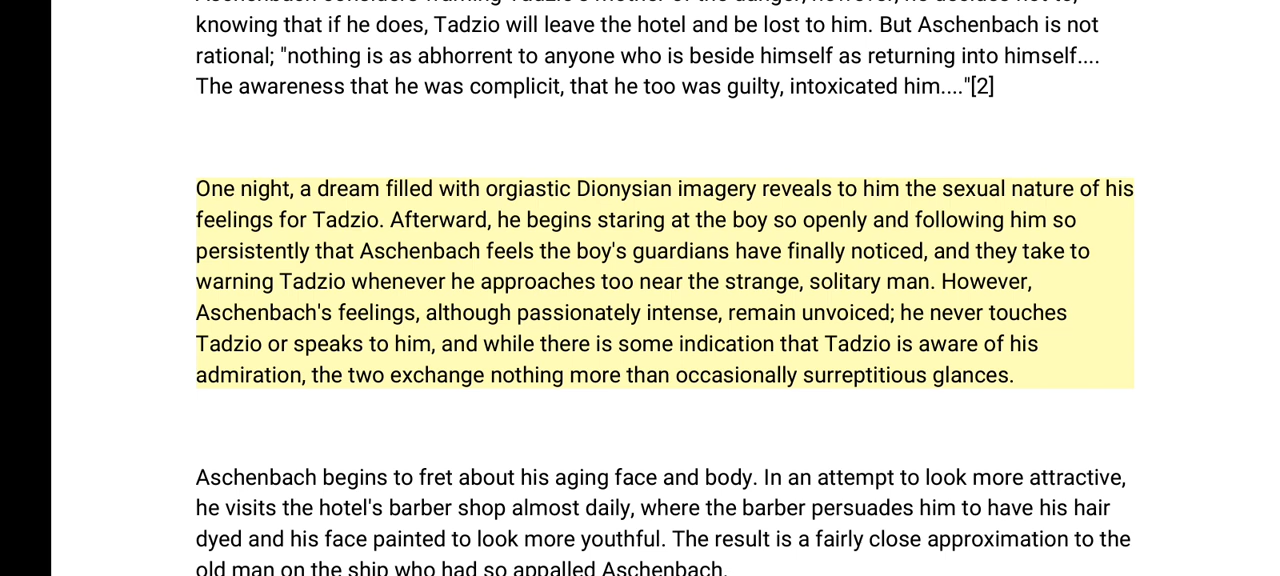 knowing that if he does, Tadzio will leave the hotel and be lost to him. But Aschenbach is not
rational; "nothing is as abhorrent to anyone who is beside himself as returning into himself....
The awareness that he was complicit, that he too was guilty, intoxicated him...."[2]
One night, a dream filled with orgiastic Dionysian imagery reveals to him the sexual nature of his
feelings for Tadzio. Afterward, he begins staring at the boy so openly and following him so
persistently that Aschenbach feels the boy's guardians have finally noticed, and they take to
warning Tadzio whenever he approaches too near the strange, solitary man. However,
Aschenbach's feelings, although passionately intense, remain unvoiced; he never touches
Tadzio or speaks to him, and while there is some indication that Tadzio is aware of his
admiration, the two exchange nothing more than occasionally surreptitious glances.
Aschenbach begins to fret about his aging face and body. In an attempt to look more attractive,
he visits the hotel's barber shop almost daily, where the barber persuades him to have his hair
dyed and his face painted to look more youthful. The result is a fairly close approximation to the
old man on the ship who had so appalled Aschenbach.